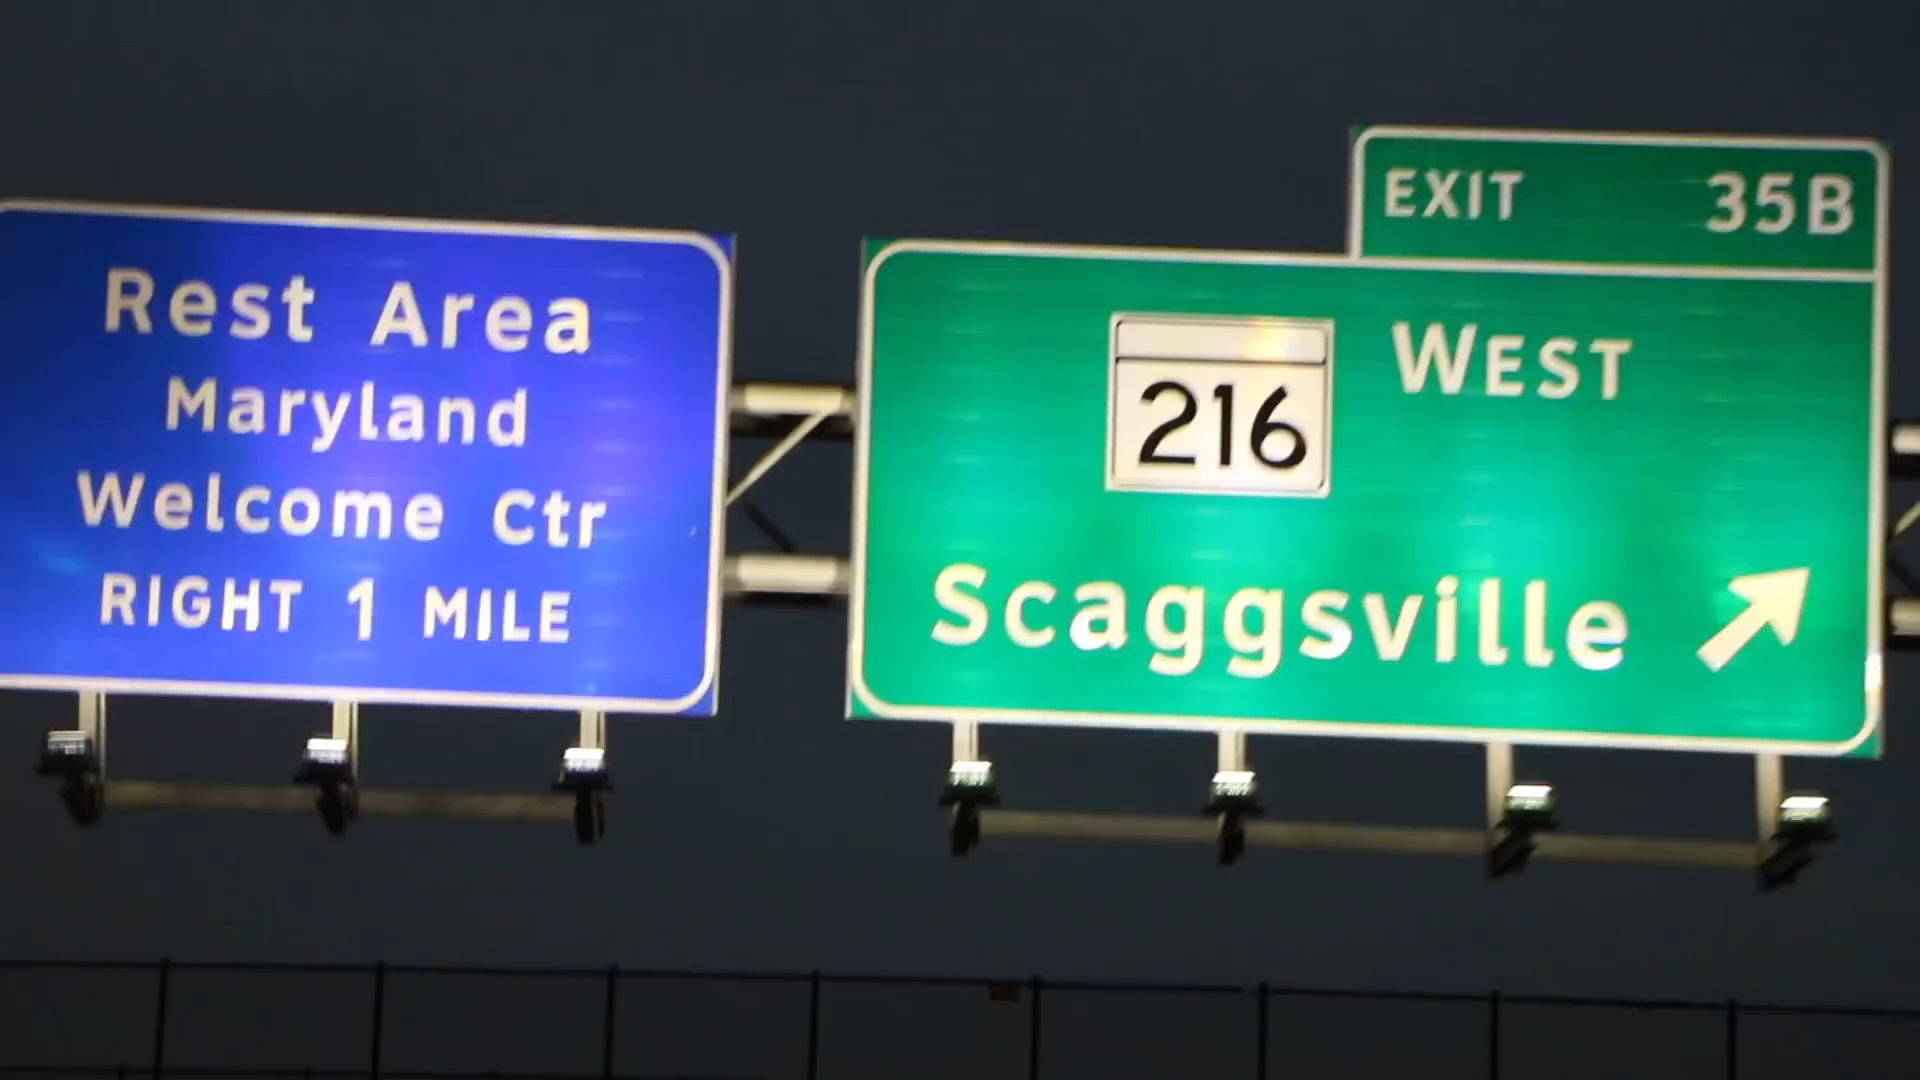 Rest Area
Maryland
Welcome Ctr
RIGHT 1 MILE
EXIT 35B
216 WEST
Scaggsville